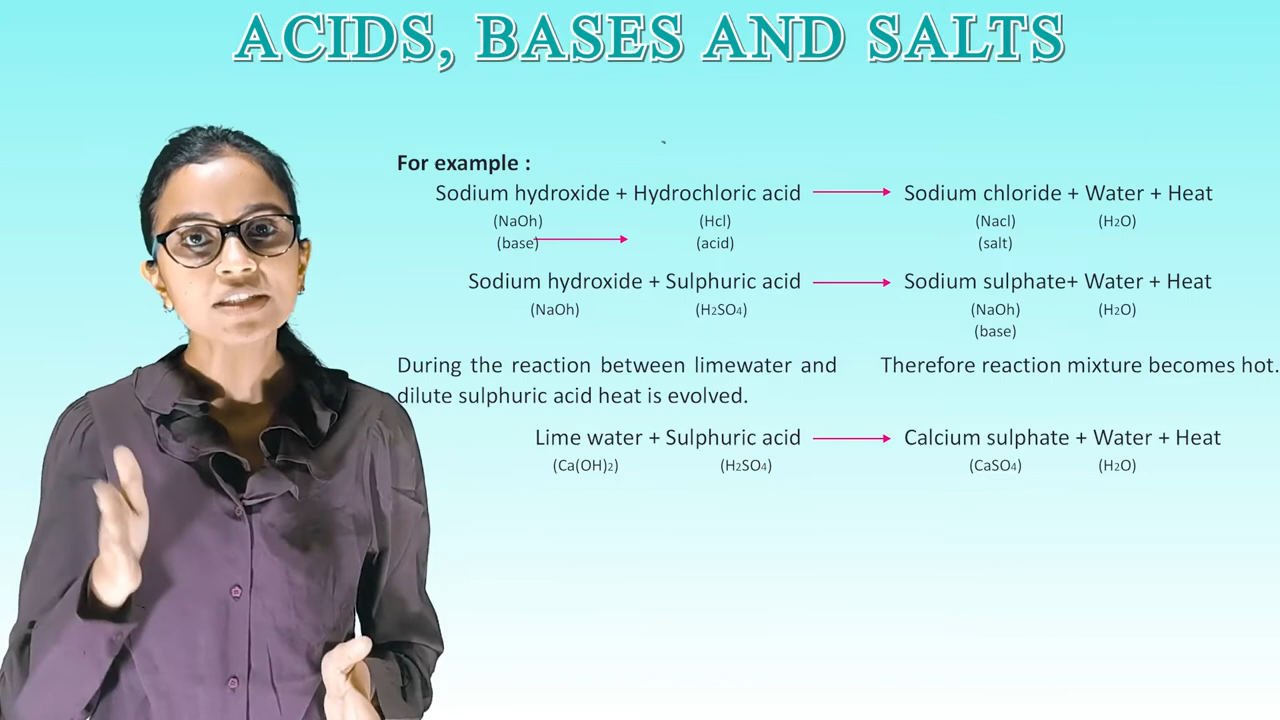 ACIDS, BASES AND SALTS
For example :
Sodium hydroxide + Hydrochloric acid Sodium chloride + Water + Heat
(NaOh) (Hcl) (Nacl) (H2O)
(base) (acid) (salt)
Sodium hydroxide + Sulphuric acid Sodium sulphate+ Water + Heat
(NaOh) (H2SO4) (NaOh) (H2O)
(base)
During the reaction between limewater and Therefore reaction mixture becomes hot.
dilute sulphuric acid heat is evolved.
Lime water + Sulphuric acid Calcium sulphate + Water + Heat
(Ca(OH)2) (H2SO4) (CaSO4) (H2O)